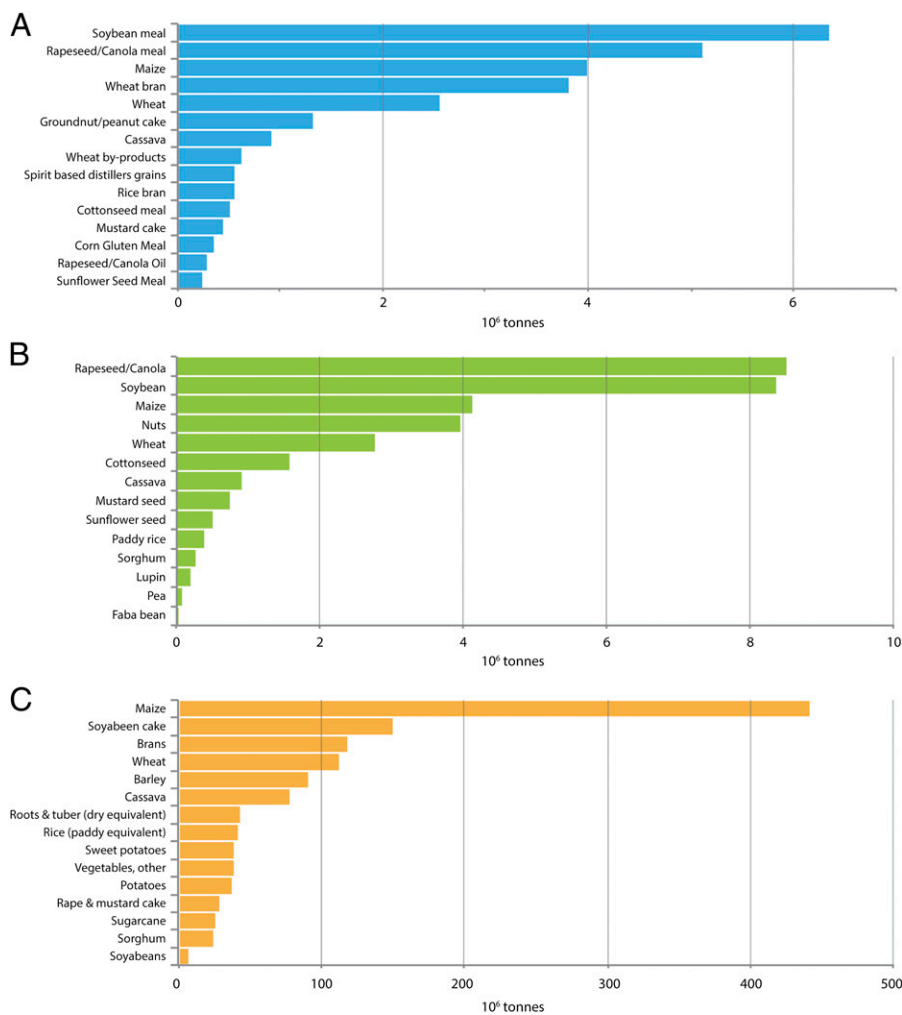 A
Soybean meal
Rapeseed/Canola meal
Maize
Wheat bran
Wheat
Groundnut/peanut cake
Cassava
Wheat by-products
Spirit based distillers grains
Rice bran
Cottonseed meal
Mustard cake
Corn Gluten Meal
Rapeseed/Canola Oil
Sunflower Seed Meal
0 2 4 6
10⁶ tonnes
B
Rapeseed/Canola
Soybean
Maize
Nuts
Wheat
Cottonseed
Cassava
Mustard seed
Sunflower seed
Paddy rice
Sorghum
Lupin
Pea
Faba bean
0 2 4 6 8 10
10⁶ tonnes
C
Maize
Soyabeen cake
Brans
Wheat
Barley
Cassava
Roots & tuber (dry equivalent)
Rice (paddy equivalent)
Sweet potatoes
Vegetables, other
Potatoes
Rape & mustard cake
Sugarcane
Sorghum
Soyabeans
0 100 200 300 400 500
10⁶ tonnes